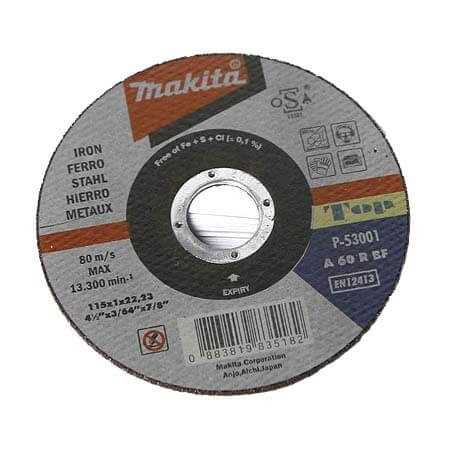 makita
®
oSA
Free of Fe + S + Cl (≤ 0,1 %)
IRON
FERRO
STAHL
HIERRO
METAUX
80 m/s
MAX
13.300 min-¹
115x1x22,23
4½"x3/64"x7/8"
Top
P-53001
A 60 R BF
EN12413
EXPIRY
0 883819 835182
Makita Corporation
Anjo,Aichi,Japan